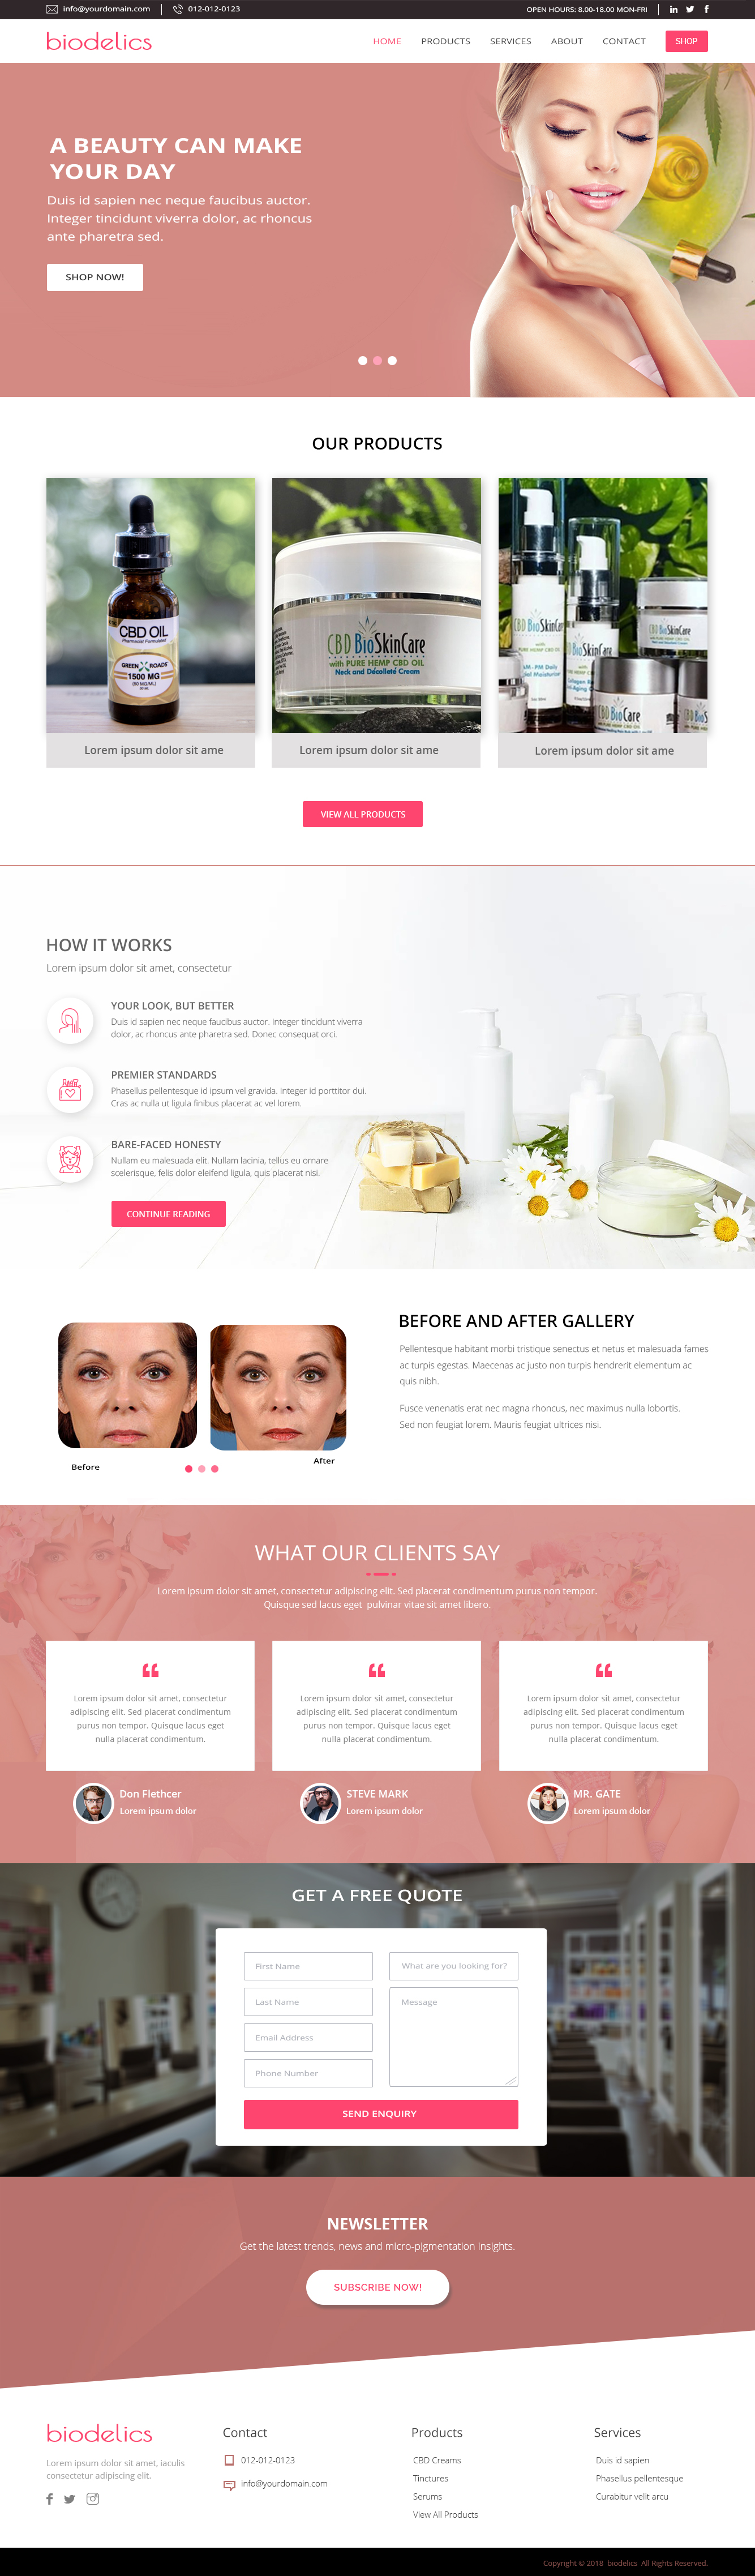 info@yourdomain.com
012-012-0123
OPEN HOURS: 8.00-18.00 MON-FRI
biodelics
HOME
PRODUCTS
SERVICES
ABOUT
CONTACT
SHOP
A BEAUTY CAN MAKE
YOUR DAY
Duis id sapien nec neque faucibus auctor.
Integer tincidunt viverra dolor, ac rhoncus
ante pharetra sed.
SHOP NOW!
OUR PRODUCTS
CBD OIL
GREEN ROADS
1500 MG
CBD BioSkinCare
with PURE HEMP CBD OIL
Neck and Décolleté Cream
Lorem ipsum dolor sit ame
Lorem ipsum dolor sit ame
Lorem ipsum dolor sit ame
VIEW ALL PRODUCTS
HOW IT WORKS
Lorem ipsum dolor sit amet, consectetur
YOUR LOOK, BUT BETTER
Duis id sapien nec neque faucibus auctor. Integer tincidunt viverra
dolor, ac rhoncus ante pharetra sed. Donec consequat orci.
PREMIER STANDARDS
Phasellus pellentesque id ipsum vel gravida. Integer id porttitor dui.
Cras ac nulla ut ligula finibus placerat ac vel lorem.
BARE-FACED HONESTY
Nullam eu malesuada elit. Nullam lacinia, tellus eu ornare
scelerisque, felis dolor eleifend ligula, quis placerat nisi.
CONTINUE READING
Before
After
BEFORE AND AFTER GALLERY
Pellentesque habitant morbi tristique senectus et netus et malesuada fames
ac turpis egestas. Maecenas ac justo non turpis hendrerit elementum ac
quis nibh.
Fusce venenatis erat nec magna rhoncus, nec maximus nulla lobortis.
Sed non feugiat lorem. Mauris feugiat ultrices nisi.
WHAT OUR CLIENTS SAY
Lorem ipsum dolor sit amet, consectetur adipiscing elit. Sed placerat condimentum purus non tempor.
Quisque sed lacus eget pulvinar vitae sit amet libero.
Lorem ipsum dolor sit amet, consectetur
adipiscing elit. Sed placerat condimentum
purus non tempor. Quisque lacus eget
nulla placerat condimentum.
Don Flethcer
Lorem ipsum dolor
Lorem ipsum dolor sit amet, consectetur
adipiscing elit. Sed placerat condimentum
purus non tempor. Quisque lacus eget
nulla placerat condimentum.
STEVE MARK
Lorem ipsum dolor
Lorem ipsum dolor sit amet, consectetur
adipiscing elit. Sed placerat condimentum
purus non tempor. Quisque lacus eget
nulla placerat condimentum.
MR. GATE
Lorem ipsum dolor
GET A FREE QUOTE
First Name
Last Name
Email Address
Phone Number
What are you looking for?
Message
SEND ENQUIRY
NEWSLETTER
Get the latest trends, news and micro-pigmentation insights.
SUBSCRIBE NOW!
biodelics
Lorem ipsum dolor sit amet, iaculis
consectetur adipiscing elit.
Contact
012-012-0123
info@yourdomain.com
Products
CBD Creams
Tinctures
Serums
View All Products
Services
Duis id sapien
Phasellus pellentesque
Curabitur velit arcu
Copyright © 2018 biodelics All Rights Reserved.